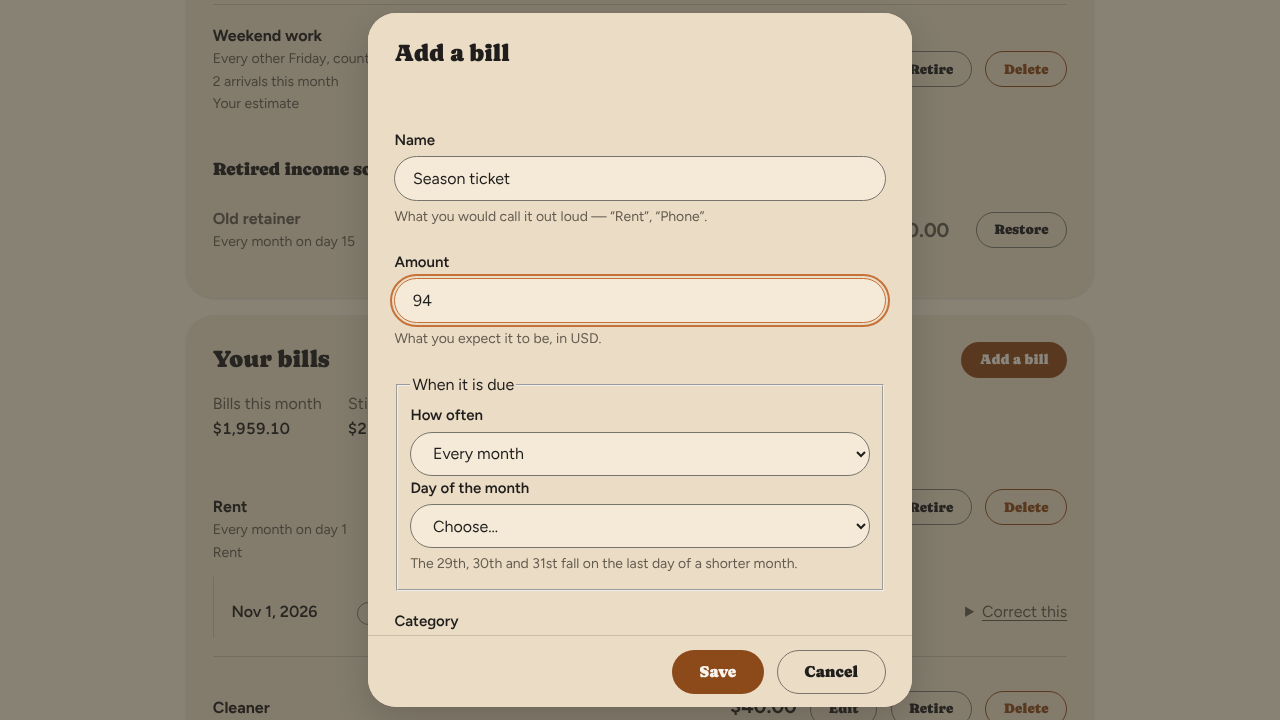 Weekend work
Every other Friday, count
2 arrivals this month
Your estimate
Retire
Delete
Retired income
Old retainer
Every month on day 15
0.00
Restore
Your bills
Add a bill
Bills this month
$1,959.10
Rent
Every month on day 1
Rent
Retire
Delete
Nov 1, 2026
Correct this
Cleaner
$40.00
Edit
Retire
Delete
Add a bill
Name
Season ticket
What you would call it out loud — “Rent”, “Phone”.
Amount
94
What you expect it to be, in USD.
When it is due
How often
Every month
Day of the month
Choose...
The 29th, 30th and 31st fall on the last day of a shorter month.
Category
Save
Cancel